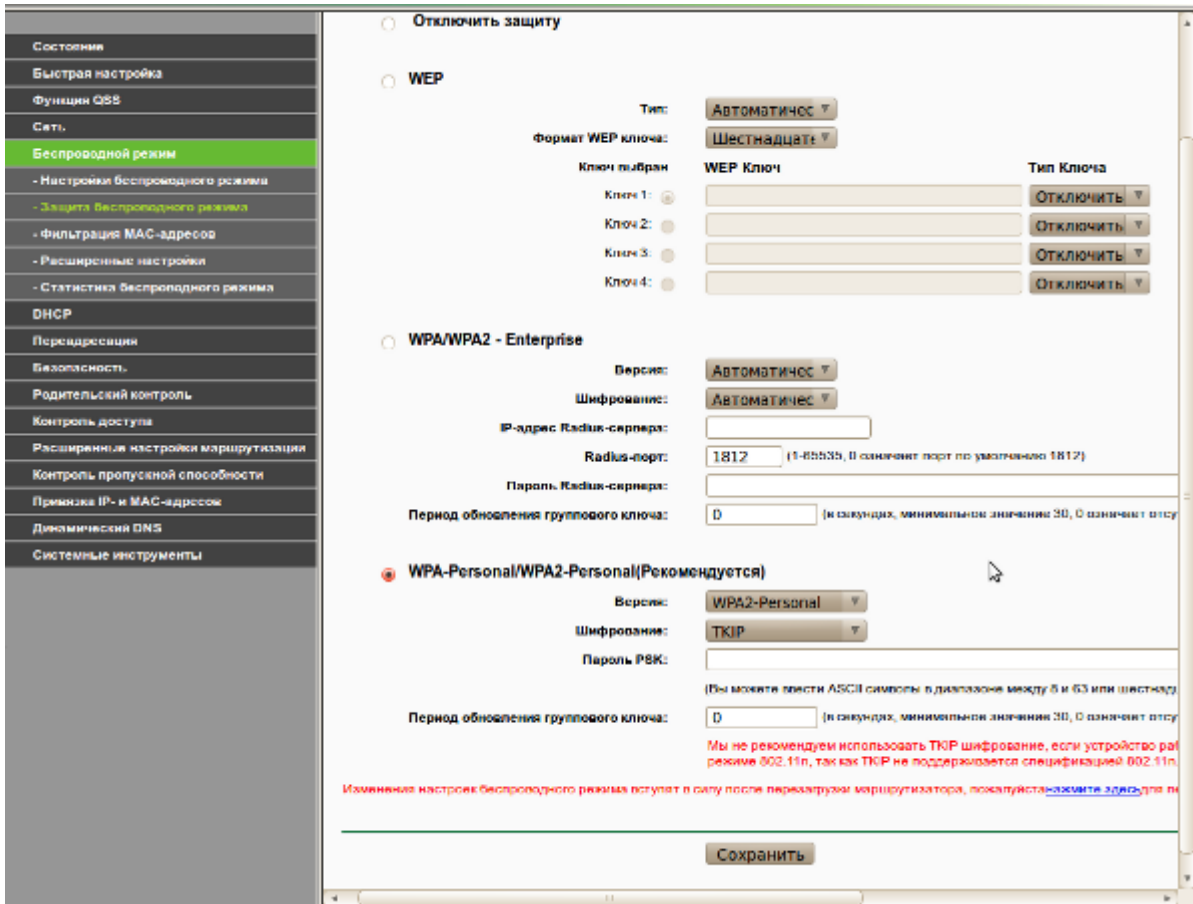 Состояние
Быстрая настройка
Функция QSS
Сеть
Беспроводной режим
- Настройки беспроводного режима
- Защита беспроводного режима
- Фильтрация MAC-адресов
- Расширенные настройки
- Статистика беспроводного режима
DHCP
Переадресация
Безопасность
Родительский контроль
Контроль доступа
Расширенные настройки маршрутизации
Контроль пропускной способности
Привязка IP- и MAC-адресов
Динамический DNS
Системные инструменты
Отключить защиту
WEP
Тип: Автоматичес
Формат WEP ключа: Шестнадцате
Ключ выбран WEP Ключ Тип Ключа
Ключ 1: Отключить
Ключ 2: Отключить
Ключ 3: Отключить
Ключ 4: Отключить
WPA/WPA2 - Enterprise
Версия: Автоматичес
Шифрование: Автоматичес
IP-адрес Radius-сервера:
Radius-порт: 1812 (1-65535, 0 означает порт по умолчанию 1812)
Пароль Radius-сервера:
Период обновления группового ключа: 0 (в секундах, минимальное значение 30, 0 означает отсу
WPA-Personal/WPA2-Personal(Рекомендуется)
Версия: WPA2-Personal
Шифрование: TKIP
Пароль PSK:
(Вы можете ввести ASCII символы в диапазоне между 8 и 63 или шестнад
Период обновления группового ключа: 0 (в секундах, минимальное значение 30, 0 означает отсу
Мы не рекомендуем использовать TKIP шифрование, если устройство раб
режиме 802.11n, так как TKIP не поддерживается спецификацией 802.11n.
Изменения настроек беспроводного режима вступят в силу после перезагрузки маршрутизатора, пожалуйста нажмите здесь для пе
Сохранить